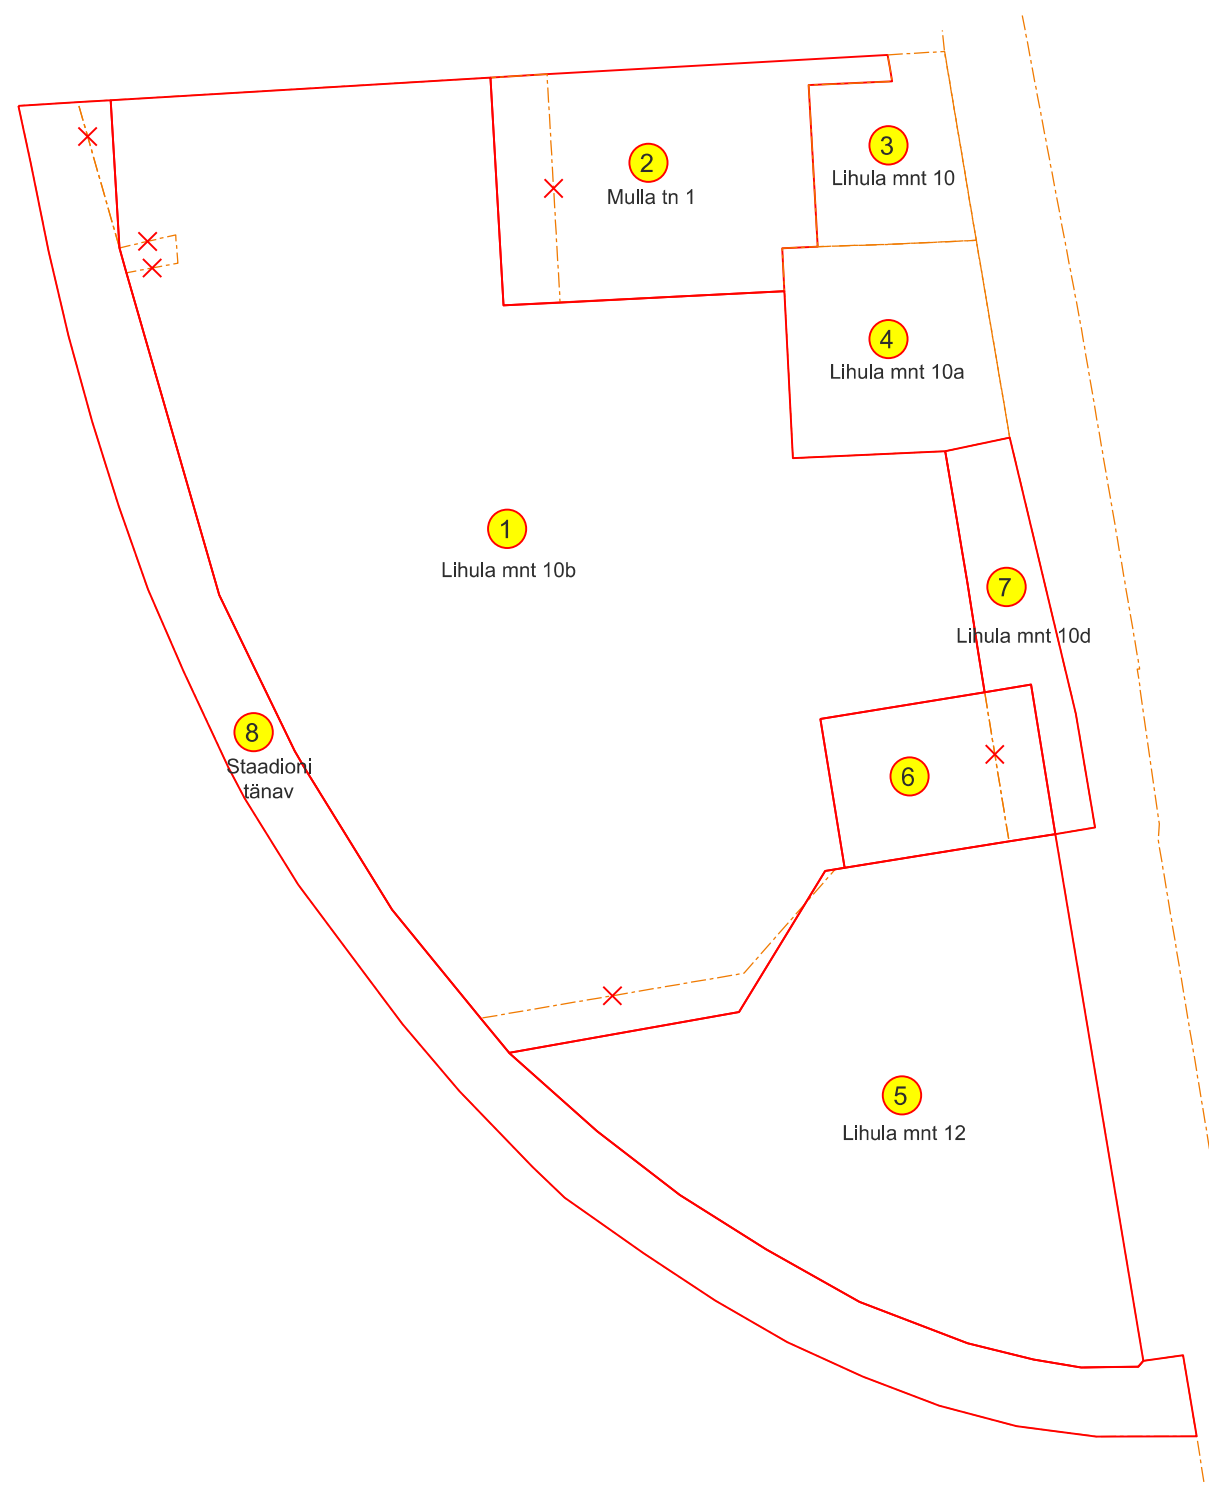 3
2
Lihula mnt 10
Mulla tn 1
4
Lihula mnt 10a
1
Lihula mnt 10b
7
Lihula mnt 10d
8
Staadioni
tänav
6
5
Lihula mnt 12